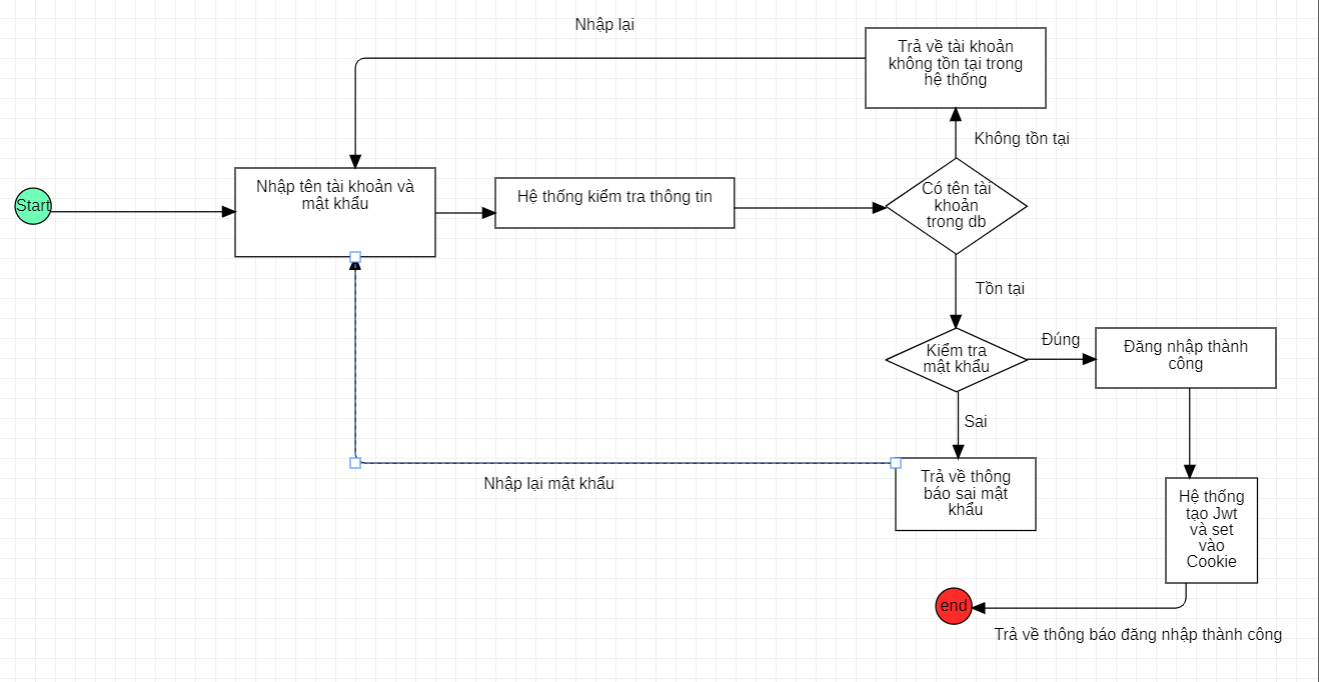 Nhập lại
Trả về tài khoản
không tồn tại trong
hệ thống
Không tồn tại
Start
Nhập tên tài khoản và
mật khẩu
Hệ thống kiểm tra thông tin
Có tên tài
khoản
trong db
Tồn tại
Kiểm tra
mật khẩu
Đúng
Đăng nhập thành
công
Sai
Nhập lại mật khẩu
Trả về thông
báo sai mật
khẩu
Hệ thống
tạo Jwt
và set
vào
Cookie
end
Trả về thông báo đăng nhập thành công